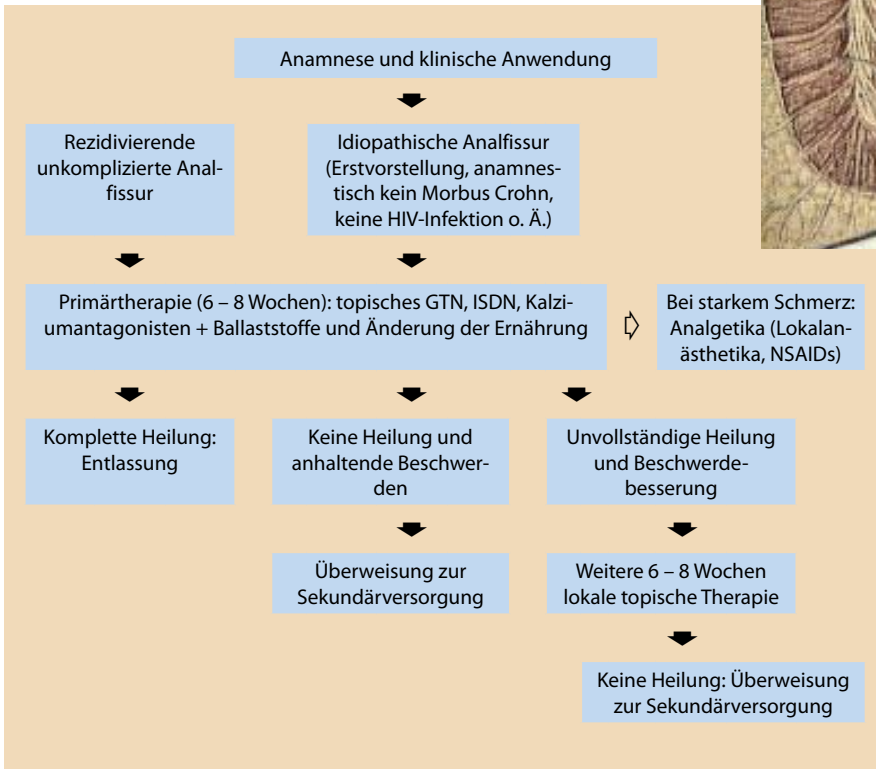 Anamnese und klinische Anwendung
Rezidivierende
unkomplizierte Anal-
fissur
Idiopathische Analfissur
(Erstvorstellung, anamnes-
tisch kein Morbus Crohn,
keine HIV-Infektion o. Ä.)
Primärtherapie (6 – 8 Wochen): topisches GTN, ISDN, Kalzi-
umantagonisten + Ballaststoffe und Änderung der Ernährung
Bei starkem Schmerz:
Analgetika (Lokalan-
ästhetika, NSAIDs)
Komplette Heilung:
Entlassung
Keine Heilung und
anhaltende Beschwer-
den
Unvollständige Heilung
und Beschwerde-
besserung
Überweisung zur
Sekundärversorgung
Weitere 6 – 8 Wochen
lokale topische Therapie
Keine Heilung: Überweisung
zur Sekundärversorgung